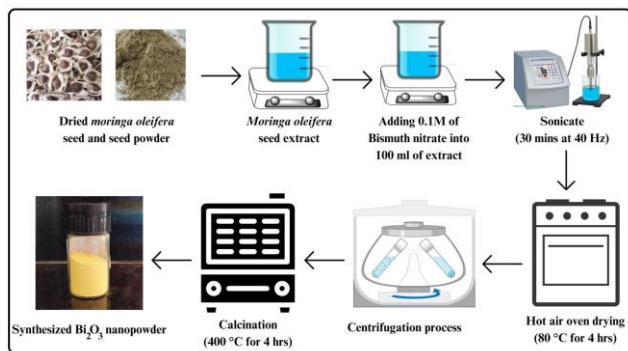 Dried moringa oleifera
seed and seed powder
Moringa oleifera
seed extract
Adding 0.1M of
Bismuth nitrate into
100 ml of extract
Sonicate
(30 mins at 40 Hz)
Hot air oven drying
(80 °C for 4 hrs)
Centrifugation process
Calcination
(400 °C for 4 hrs)
Synthesized Bi₂O₃ nanopowder